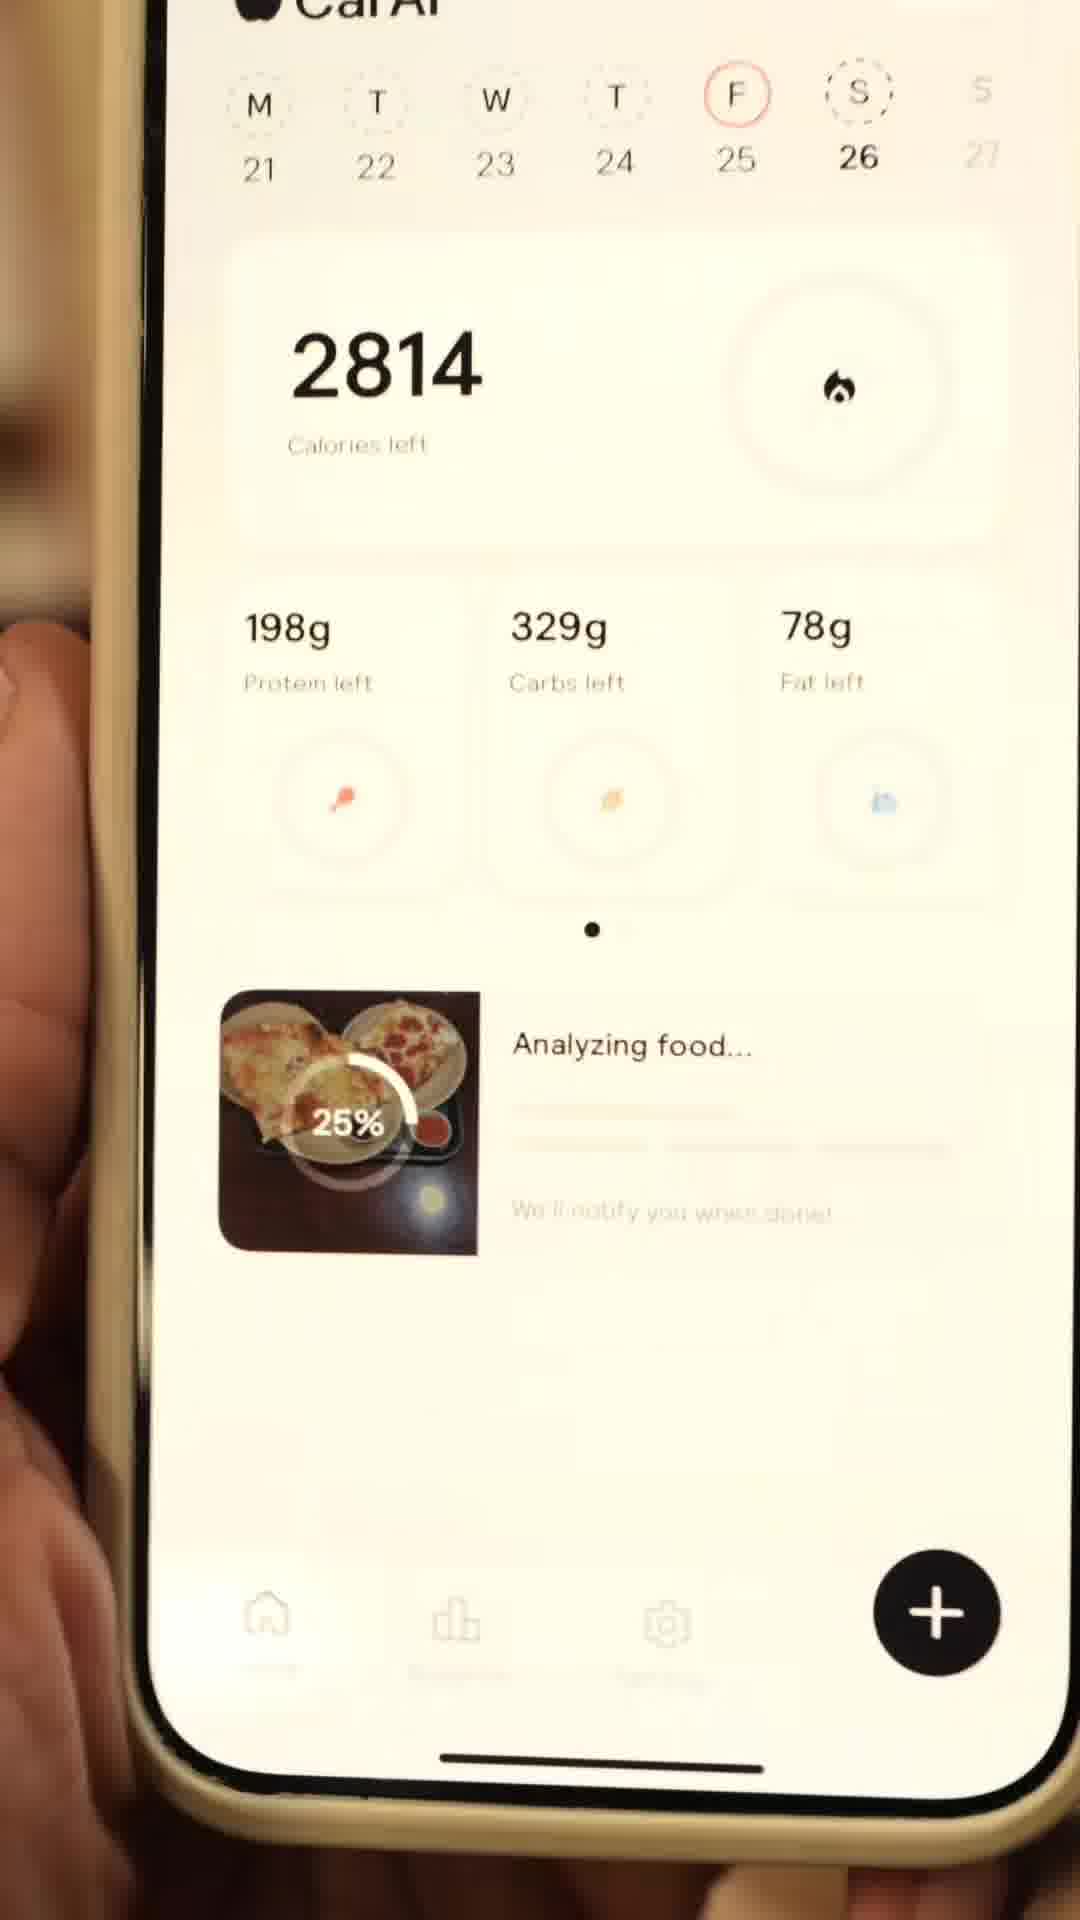 Cal AI
M T W T F S S
21 22 23 24 25 26 27
2814
Calories left
198g 329g 78g
Protein left Carbs left Fat left
25%
Analyzing food...
We'll notify you when done!